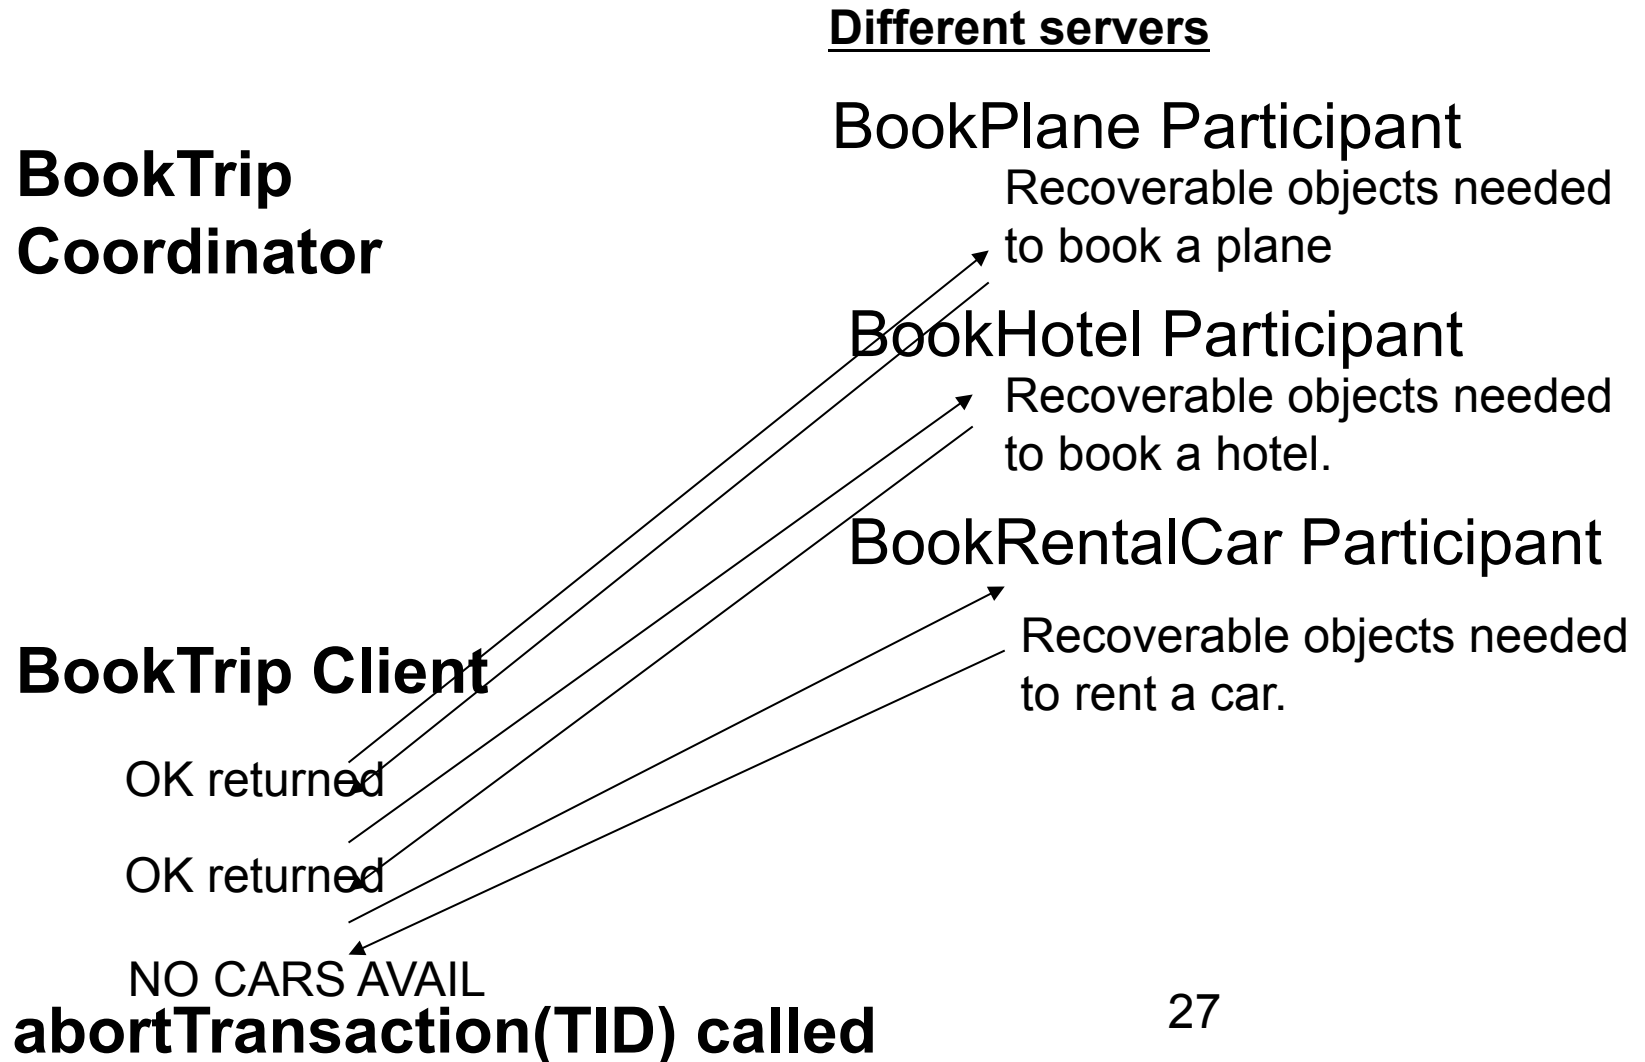 Different servers
BookPlane Participant
Recoverable objects needed
to book a plane
BookTrip
Coordinator
BookHotel Participant
Recoverable objects needed
to book a hotel.
BookRentalCar Participant
Recoverable objects needed
to rent a car.
BookTrip Client
OK returned
OK returned
NO CARS AVAIL
abortTransaction(TID) called
27